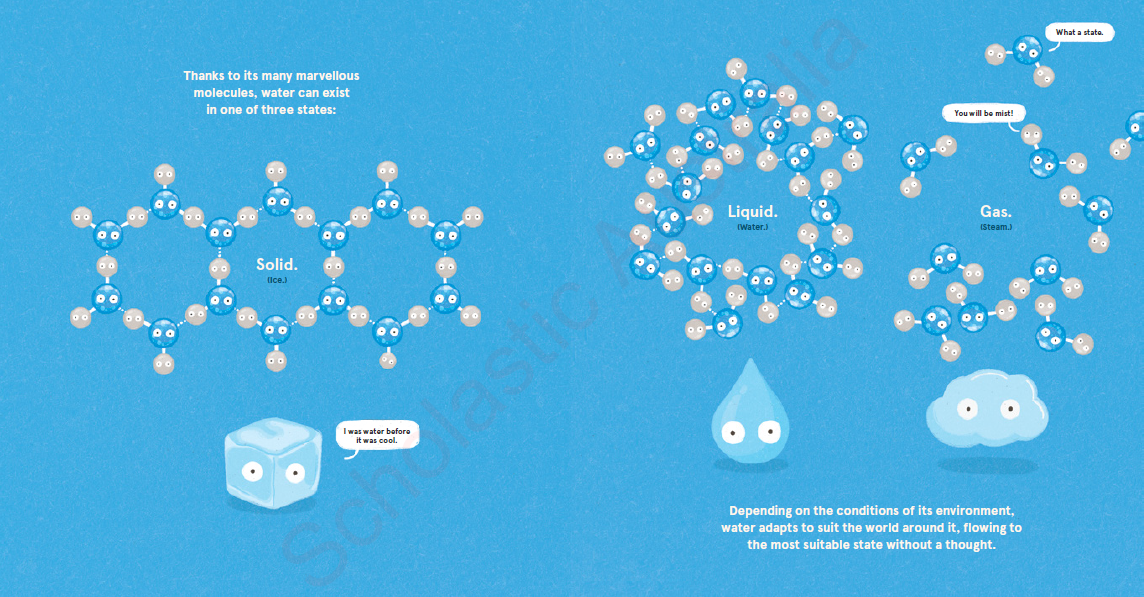 Thanks to its many marvellous
molecules, water can exist
in one of three states:
Solid.
(Ice.)
I was water before
it was cool.
What a state.
You will be mist!
Liquid.
(Water.)
Gas.
(Steam.)
Depending on the conditions of its environment,
water adapts to suit the world around it, flowing to
the most suitable state without a thought.
Scholastic